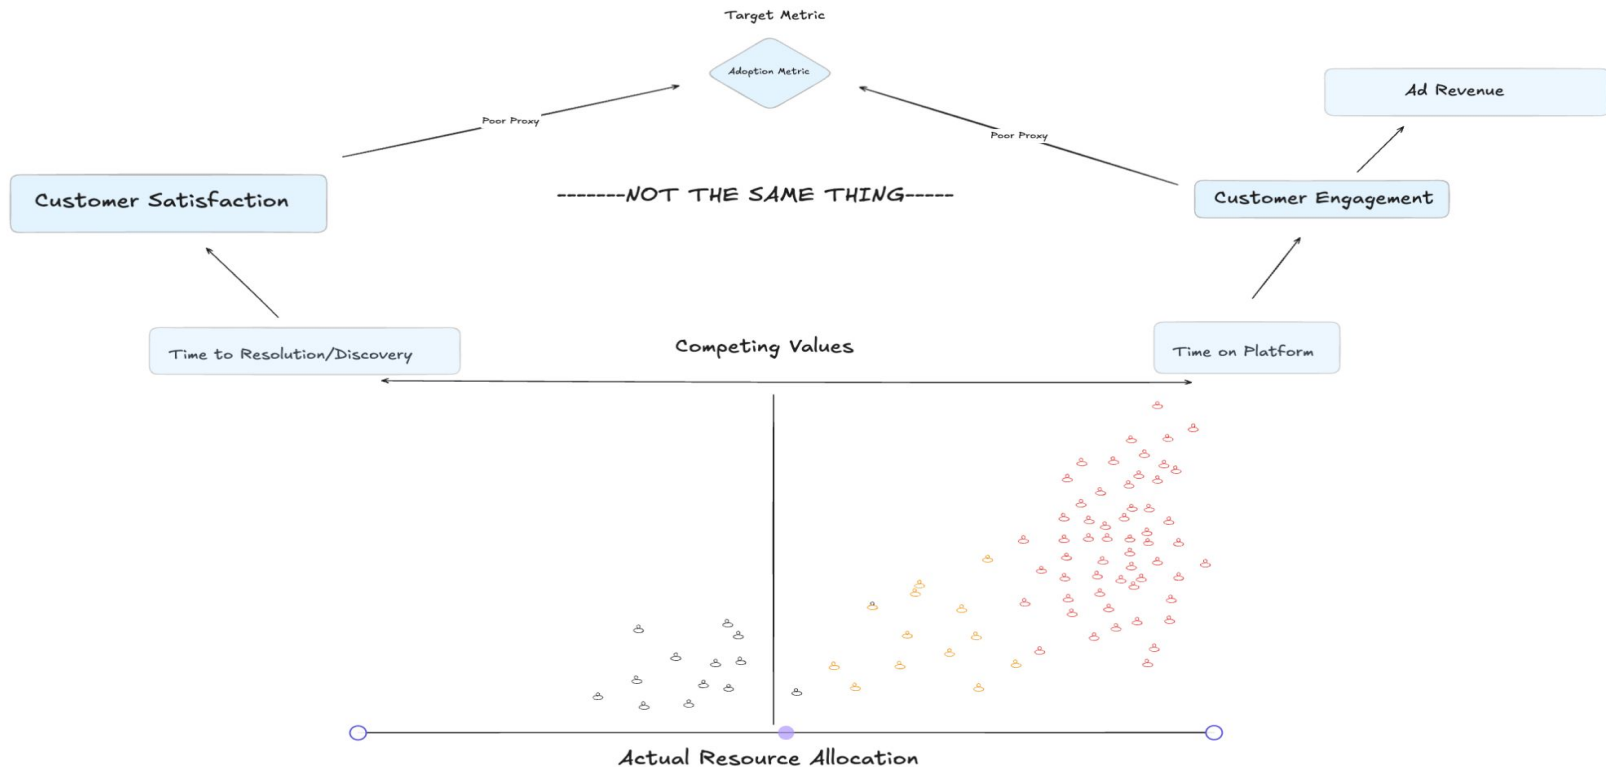 Target Metric
Adoption Metric
Ad Revenue
Poor Proxy
Poor Proxy
Customer Satisfaction
-------NOT THE SAME THING-----
Customer Engagement
Competing Values
Time to Resolution/Discovery
Time on Platform
Actual Resource Allocation